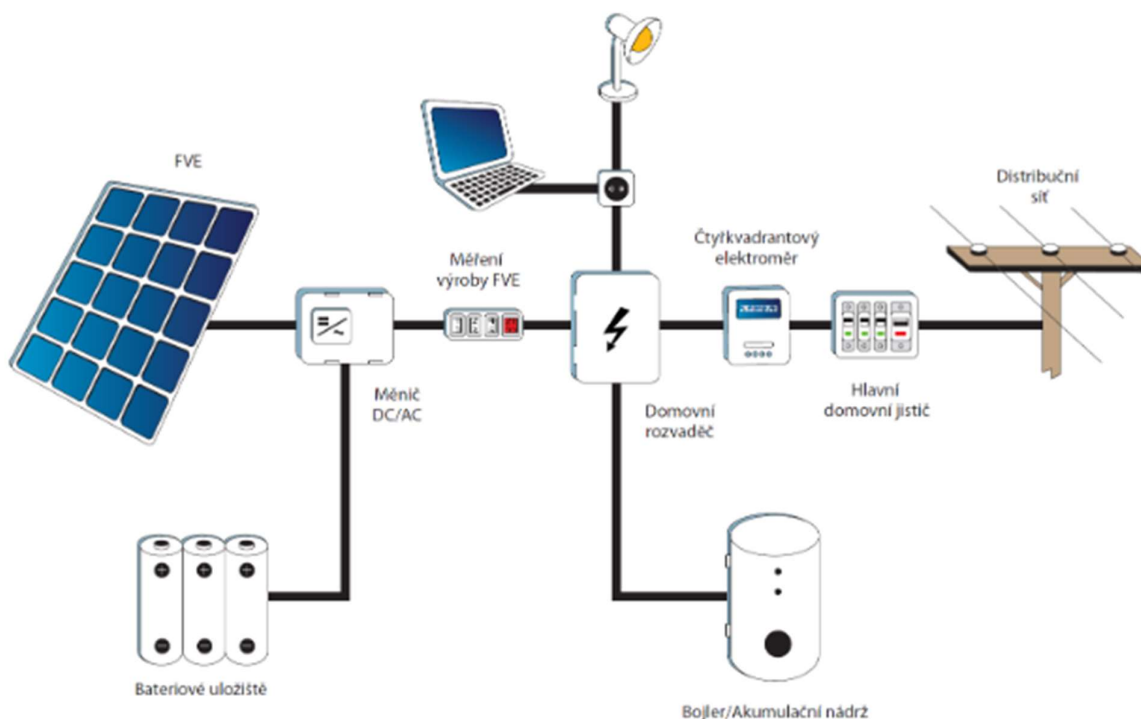 FVE
Distribuční
síť
Čtyřkvadrantový
elektroměr
Měření
výroby FVE
Měnič
DC/AC
Domovní
rozvaděč
Hlavní
domovní jistič
Bateriové uložiště
Bojler/Akumulační nádrž